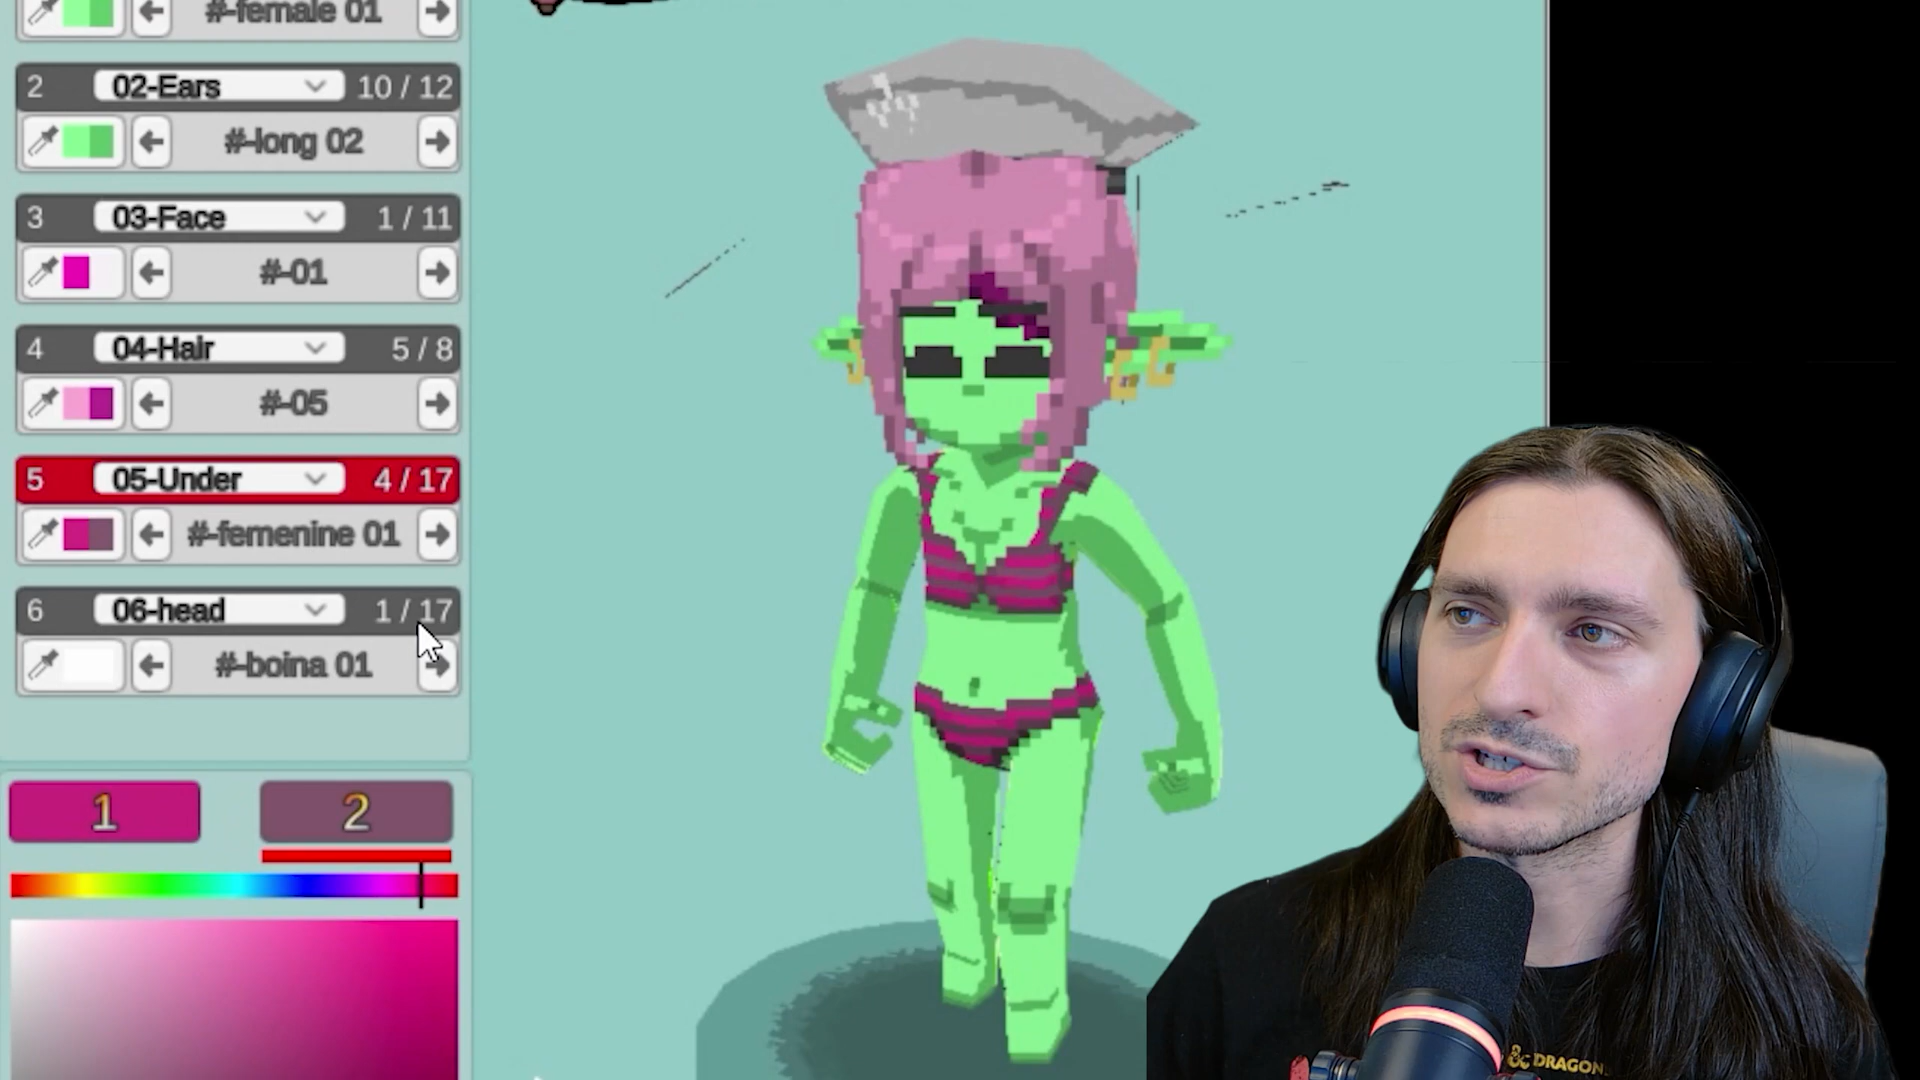 #-female 01
2 02-Ears 10 / 12
#-long 02
3 03-Face 1 / 11
#-01
4 04-Hair 5 / 8
#-05
5 05-Under 4 / 17
#-femenine 01
6 06-head 1 / 17
#-boina 01
1 2
& DRAGONS